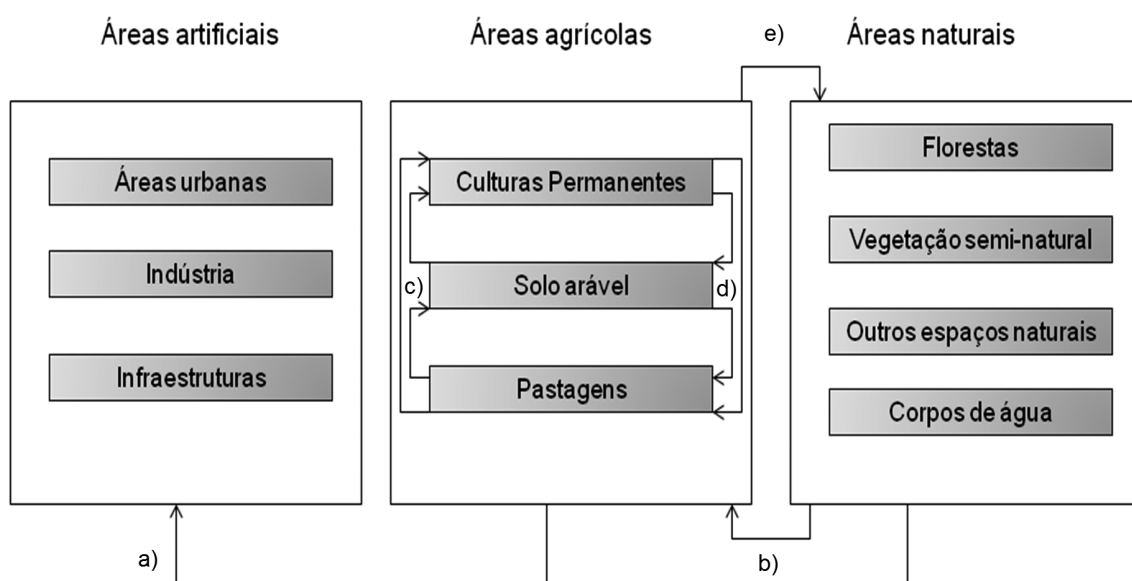 Áreas artificiais
Áreas agrícolas
e)
Áreas naturais
Áreas urbanas
Indústria
Infraestruturas
Culturas Permanentes
c)
Solo arável
d)
Pastagens
Florestas
Vegetação semi-natural
Outros espaços naturais
Corpos de água
a)
b)